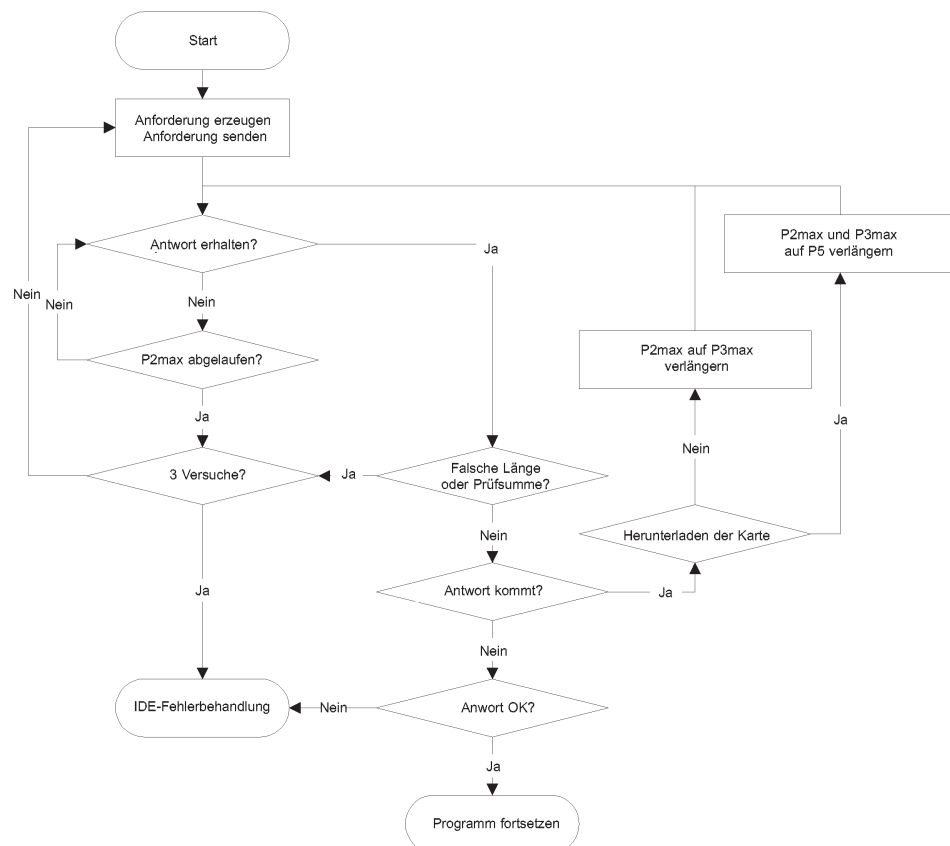 Start
Anforderung erzeugen
Anforderung senden
Antwort erhalten?
Ja
P2max und P3max
auf P5 verlängern
Nein
Nein
Nein
P2max abgelaufen?
P2max auf P3max
verlängern
Ja
Ja
Nein
3 Versuche?
Ja
Falsche Länge
oder Prüfsumme?
Nein
Herunterladen der Karte
Ja
Antwort kommt?
Ja
Nein
IDE-Fehlerbehandlung
Nein
Anwort OK?
Ja
Programm fortsetzen